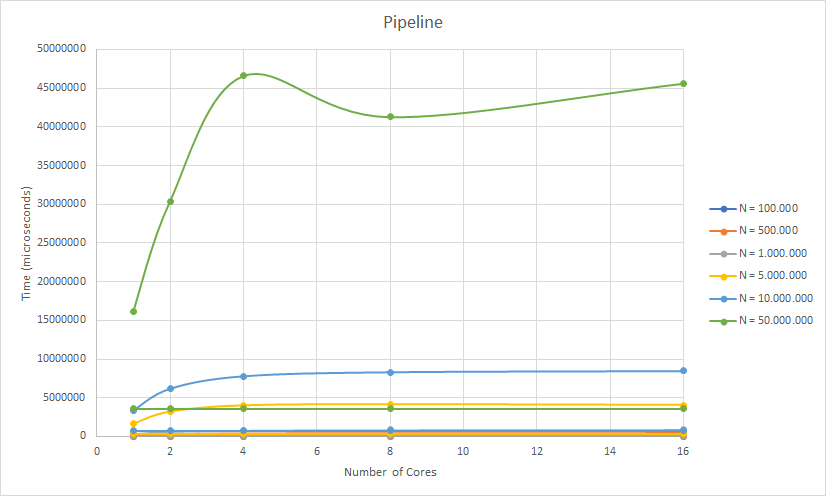 Pipeline
50000000
45000000
40000000
35000000
30000000
25000000
20000000
15000000
10000000
5000000
0
Time (microseconds)
0 2 4 6 8 10 12 14 16
Number of Cores
N = 100.000
N = 500.000
N = 1.000.000
N = 5.000.000
N = 10.000.000
N = 50.000.000